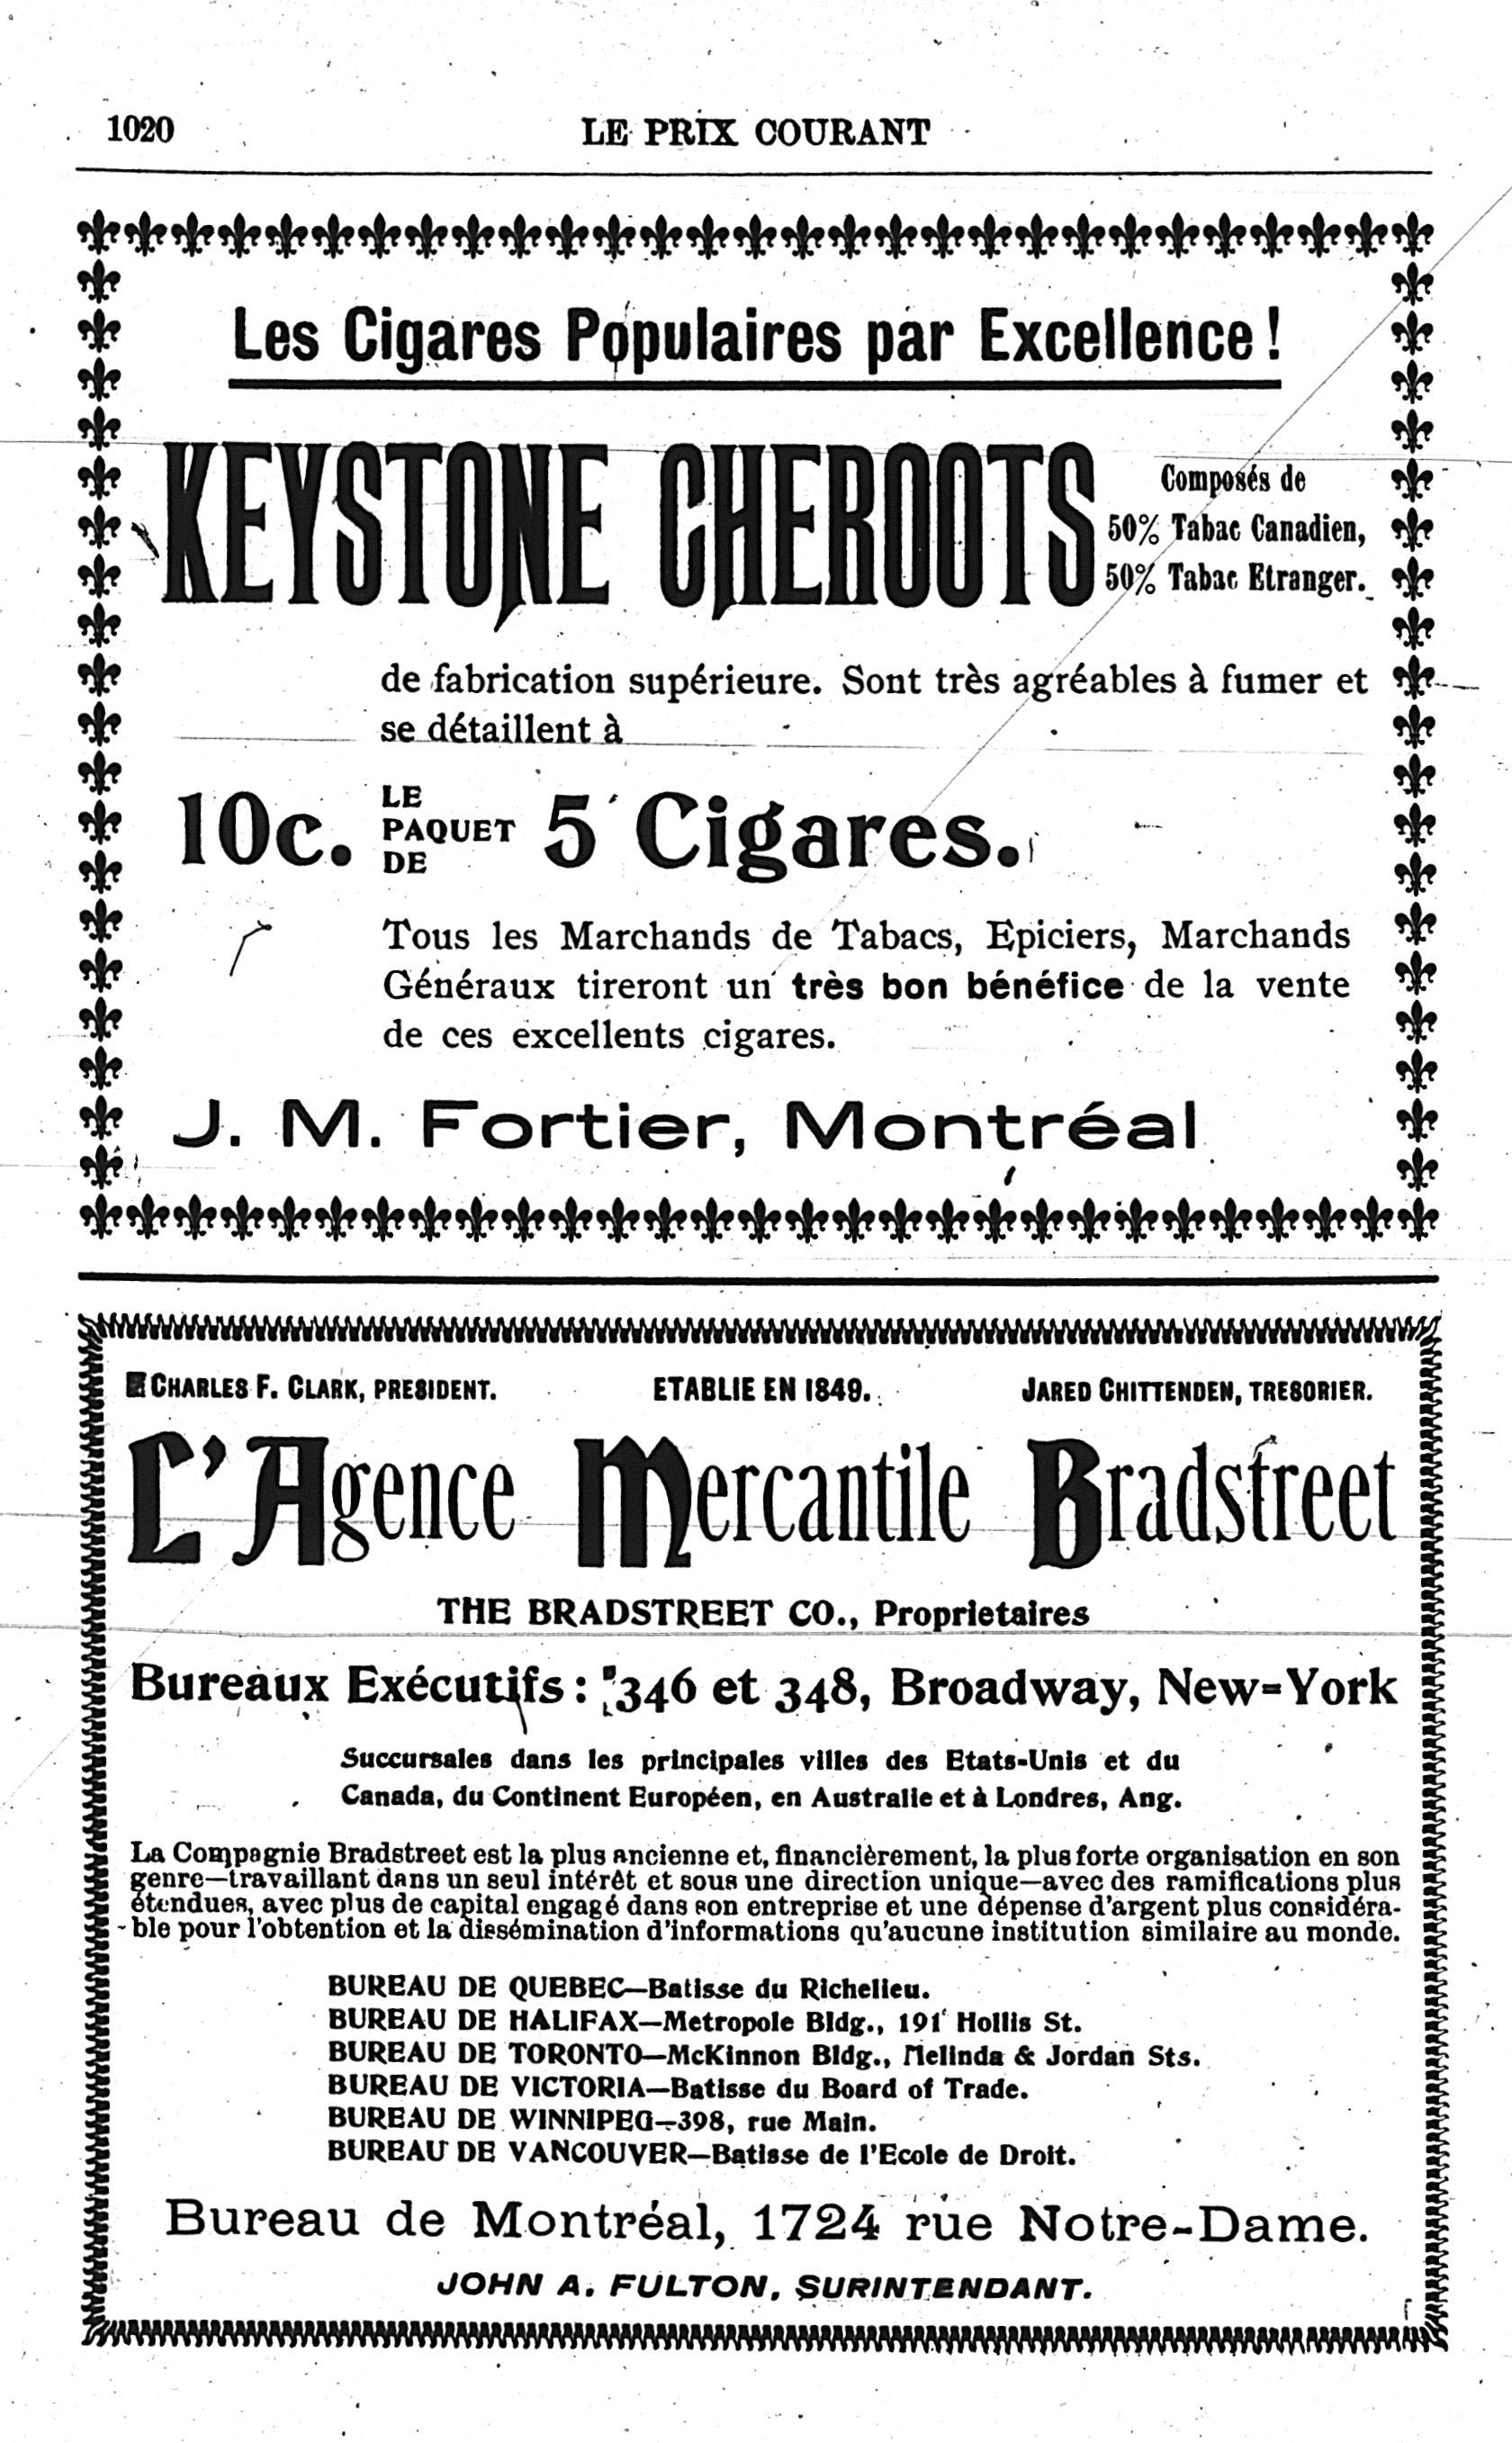 1020
LE PRIX COURANT
Les Cigares Populaires par Excellence!
KEYSTONE CHEROOTS
Composés de
50% Tabac Canadien,
50% Tabac Etranger.
de fabrication supérieure. Sont très agréables à fumer et
se détaillent à
10c. LE PAQUET DE 5 Cigares.
Tous les Marchands de Tabacs, Epiciers, Marchands
Généraux tireront un très bon bénéfice de la vente
de ces excellents cigares.
J. M. Fortier, Montréal
CHARLES F. CLARK, PRESIDENT. ETABLIE EN 1849. JARED CHITTENDEN, TRESORIER.
L'Agence Mercantile Bradstreet
THE BRADSTREET CO., Proprietaires
Bureaux Exécutifs : 346 et 348, Broadway, New-York
Succursales dans les principales villes des Etats-Unis et du
Canada, du Continent Européen, en Australie et à Londres, Ang.
La Compagnie Bradstreet est la plus ancienne et, financièrement, la plus forte organisation en son
genre—travaillant dans un seul intérêt et sous une direction unique—avec des ramifications plus
étendues, avec plus de capital engagé dans son entreprise et une dépense d'argent plus considéra-
ble pour l'obtention et la dissémination d'informations qu'aucune institution similaire au monde.
BUREAU DE QUEBEC—Batisse du Richelieu.
BUREAU DE HALIFAX—Metropole Bldg., 191 Hollis St.
BUREAU DE TORONTO—McKinnon Bldg., Melinda & Jordan Sts.
BUREAU DE VICTORIA—Batisse du Board of Trade.
BUREAU DE WINNIPEG—398, rue Main.
BUREAU DE VANCOUVER—Batisse de l'Ecole de Droit.
Bureau de Montréal, 1724 rue Notre-Dame.
JOHN A. FULTON, SURINTENDANT.